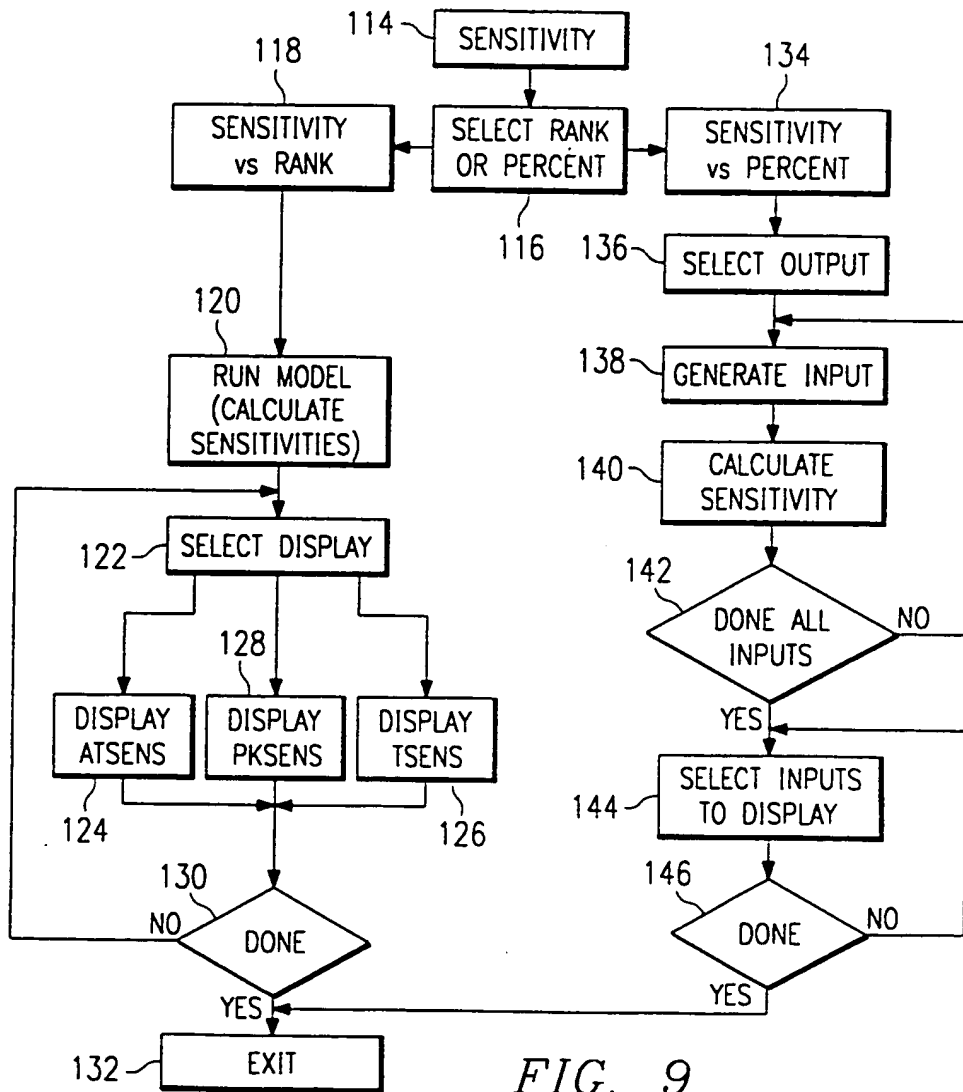 114
SENSITIVITY
118
SENSITIVITY
vs RANK
SELECT RANK
OR PERCENT
116
134
SENSITIVITY
vs PERCENT
136
SELECT OUTPUT
120
RUN MODEL
(CALCULATE
SENSITIVITIES)
138
GENERATE INPUT
140
CALCULATE
SENSITIVITY
122
SELECT DISPLAY
142
DONE ALL
INPUTS
NO
YES
DISPLAY
ATSENS
124
128
DISPLAY
PKSENS
DISPLAY
TSENS
126
144
SELECT INPUTS
TO DISPLAY
130
DONE
NO
YES
146
DONE
NO
YES
132
EXIT
FIG. 9